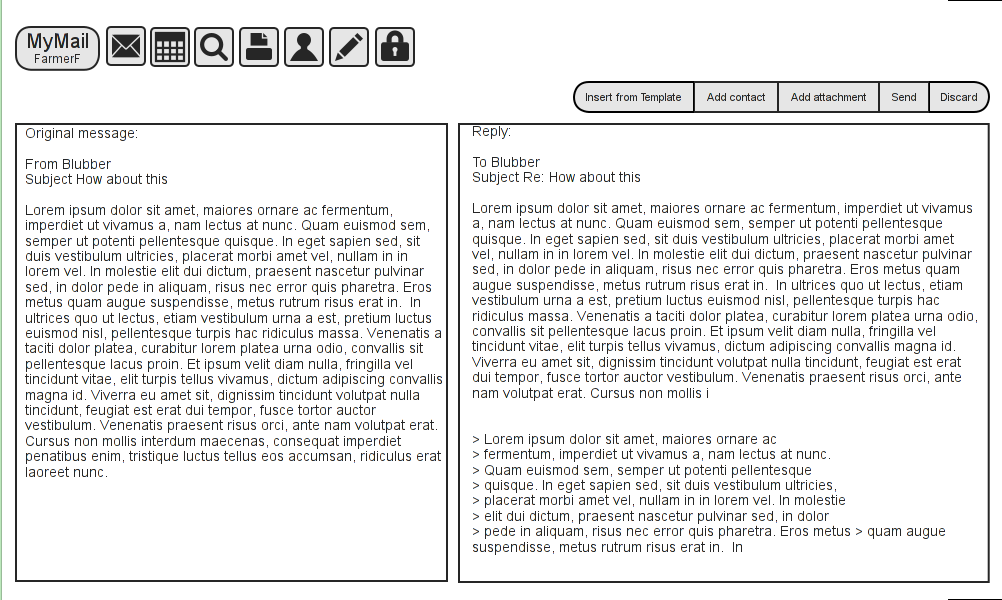 MyMail
FarmerF
Insert from Template
Add contact
Add attachment
Send
Discard
Original message:
From Blubber
Subject How about this
Lorem ipsum dolor sit amet, maiores ornare ac fermentum,
imperdiet ut vivamus a, nam lectus at nunc. Quam euismod sem,
semper ut potenti pellentesque quisque. In eget sapien sed, sit
duis vestibulum ultricies, placerat morbi amet vel, nullam in in
lorem vel. In molestie elit dui dictum, praesent nascetur pulvinar
sed, in dolor pede in aliquam, risus nec error quis pharetra. Eros
metus quam augue suspendisse, metus rutrum risus erat in.  In
ultrices quo ut lectus, etiam vestibulum urna a est, pretium luctus
euismod nisl, pellentesque turpis hac ridiculus massa. Venenatis a
taciti dolor platea, curabitur lorem platea urna odio, convallis sit
pellentesque lacus proin. Et ipsum velit diam nulla, fringilla vel
tincidunt vitae, elit turpis tellus vivamus, dictum adipiscing convallis
magna id. Viverra eu amet sit, dignissim tincidunt volutpat nulla
tincidunt, feugiat est erat dui tempor, fusce tortor auctor
vestibulum. Venenatis praesent risus orci, ante nam volutpat erat.
Cursus non mollis interdum maecenas, consequat imperdiet
penatibus enim, tristique luctus tellus eos accumsan, ridiculus erat
laoreet nunc.
Reply:
To Blubber
Subject Re: How about this
Lorem ipsum dolor sit amet, maiores ornare ac fermentum, imperdiet ut vivamus
a, nam lectus at nunc. Quam euismod sem, semper ut potenti pellentesque
quisque. In eget sapien sed, sit duis vestibulum ultricies, placerat morbi amet
vel, nullam in in lorem vel. In molestie elit dui dictum, praesent nascetur pulvinar
sed, in dolor pede in aliquam, risus nec error quis pharetra. Eros metus quam
augue suspendisse, metus rutrum risus erat in.  In ultrices quo ut lectus, etiam
vestibulum urna a est, pretium luctus euismod nisl, pellentesque turpis hac
ridiculus massa. Venenatis a taciti dolor platea, curabitur lorem platea urna odio,
convallis sit pellentesque lacus proin. Et ipsum velit diam nulla, fringilla vel
tincidunt vitae, elit turpis tellus vivamus, dictum adipiscing convallis magna id.
Viverra eu amet sit, dignissim tincidunt volutpat nulla tincidunt, feugiat est erat
dui tempor, fusce tortor auctor vestibulum. Venenatis praesent risus orci, ante
nam volutpat erat. Cursus non mollis i
> Lorem ipsum dolor sit amet, maiores ornare ac
> fermentum, imperdiet ut vivamus a, nam lectus at nunc.
> Quam euismod sem, semper ut potenti pellentesque
> quisque. In eget sapien sed, sit duis vestibulum ultricies,
> placerat morbi amet vel, nullam in in lorem vel. In molestie
> elit dui dictum, praesent nascetur pulvinar sed, in dolor
> pede in aliquam, risus nec error quis pharetra. Eros metus > quam augue
suspendisse, metus rutrum risus erat in.  In